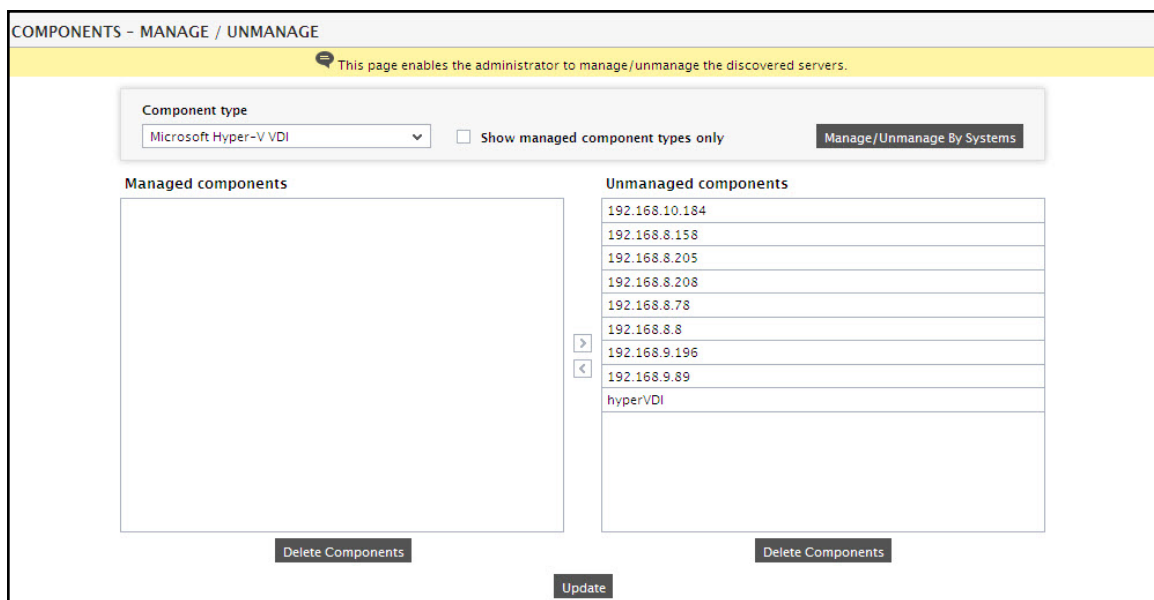 COMPONENTS - MANAGE / UNMANAGE
This page enables the administrator to manage/unmanage the discovered servers.
Component type
Microsoft Hyper-V VDI
Show managed component types only
Manage/Unmanage By Systems
Managed components
Unmanaged components
192.168.10.184
192.168.8.158
192.168.8.205
192.168.8.208
192.168.8.78
192.168.8.8
192.168.9.196
192.168.9.89
hyperVDI
>
<
Delete Components
Delete Components
Update